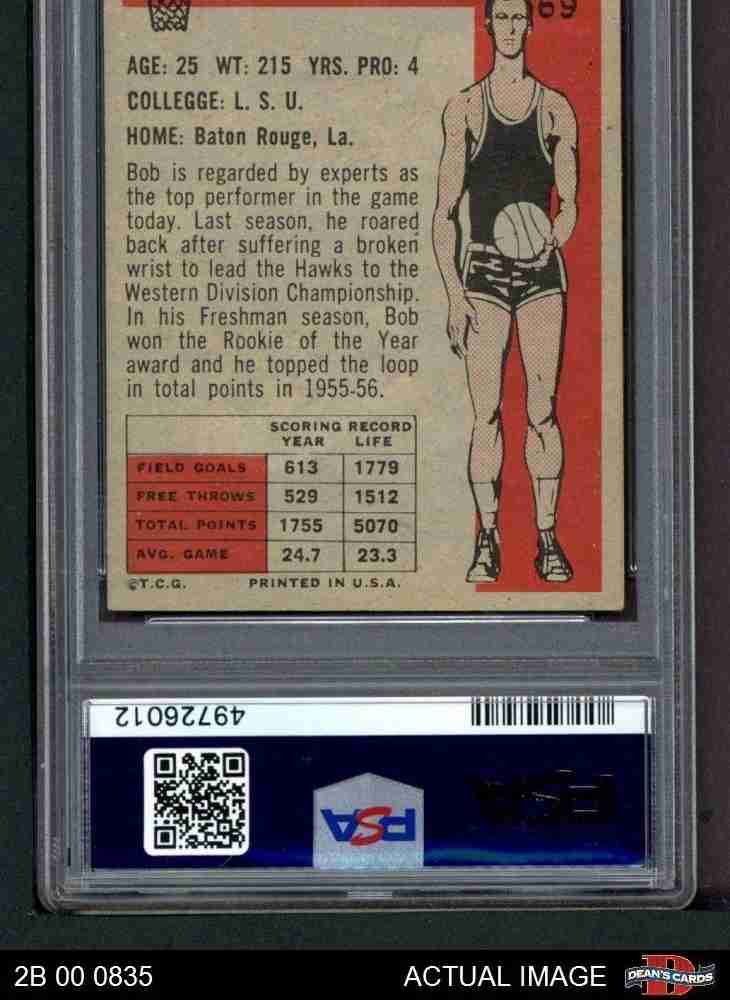 69
AGE: 25 WT: 215 YRS. PRO: 4
COLLEGGE: L. S. U.
HOME: Baton Rouge, La.
Bob is regarded by experts as
the top performer in the game
today. Last season, he roared
back after suffering a broken
wrist to lead the Hawks to the
Western Division Championship.
In his Freshman season, Bob
won the Rookie of the Year
award and he topped the loop
in total points in 1955-56.
SCORING RECORD
YEAR LIFE
FIELD GOALS 613 1779
FREE THROWS 529 1512
TOTAL POINTS 1755 5070
AVG. GAME 24.7 23.3
©T.C.G. PRINTED IN U.S.A.
49726012
PSA
PSA
2B 00 0835 ACTUAL IMAGE DEAN'S CARDS